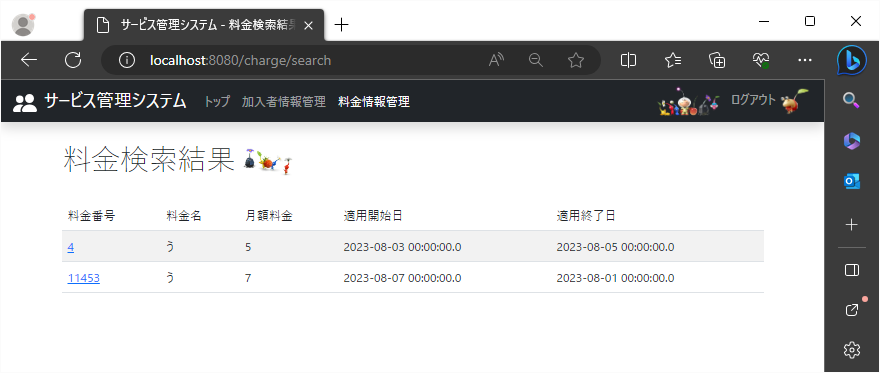 サービス管理システム - 料金検索結果
localhost:8080/charge/search
サービス管理システム トップ 加入者情報管理 料金情報管理 ログアウト
料金検索結果
料金番号 料金名 月額料金 適用開始日 適用終了日
4 う 5 2023-08-03 00:00:00.0 2023-08-05 00:00:00.0
11453 う 7 2023-08-07 00:00:00.0 2023-08-01 00:00:00.0